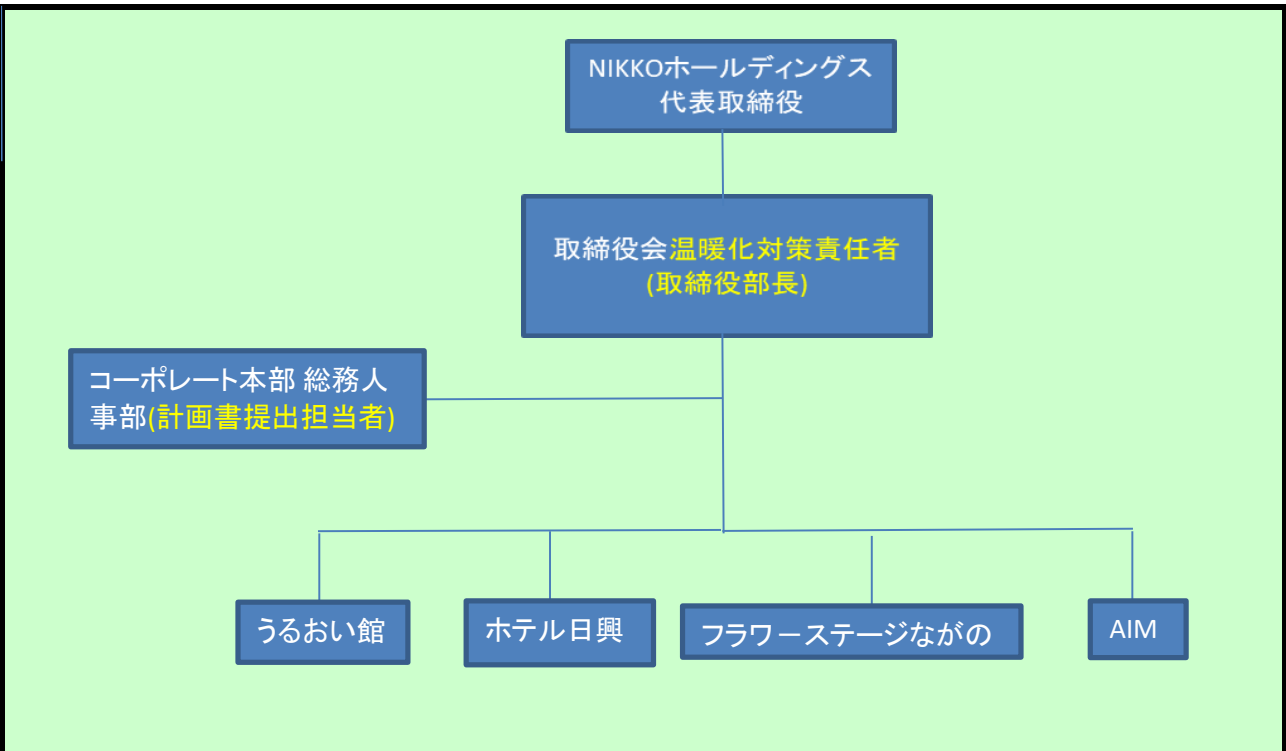 NIKKOホールディングス
代表取締役
取締役会温暖化対策責任者
(取締役部長)
コーポレート本部 総務人
事部(計画書提出担当者)
うるおい館
ホテル日興
フラワーステージながの
AIM